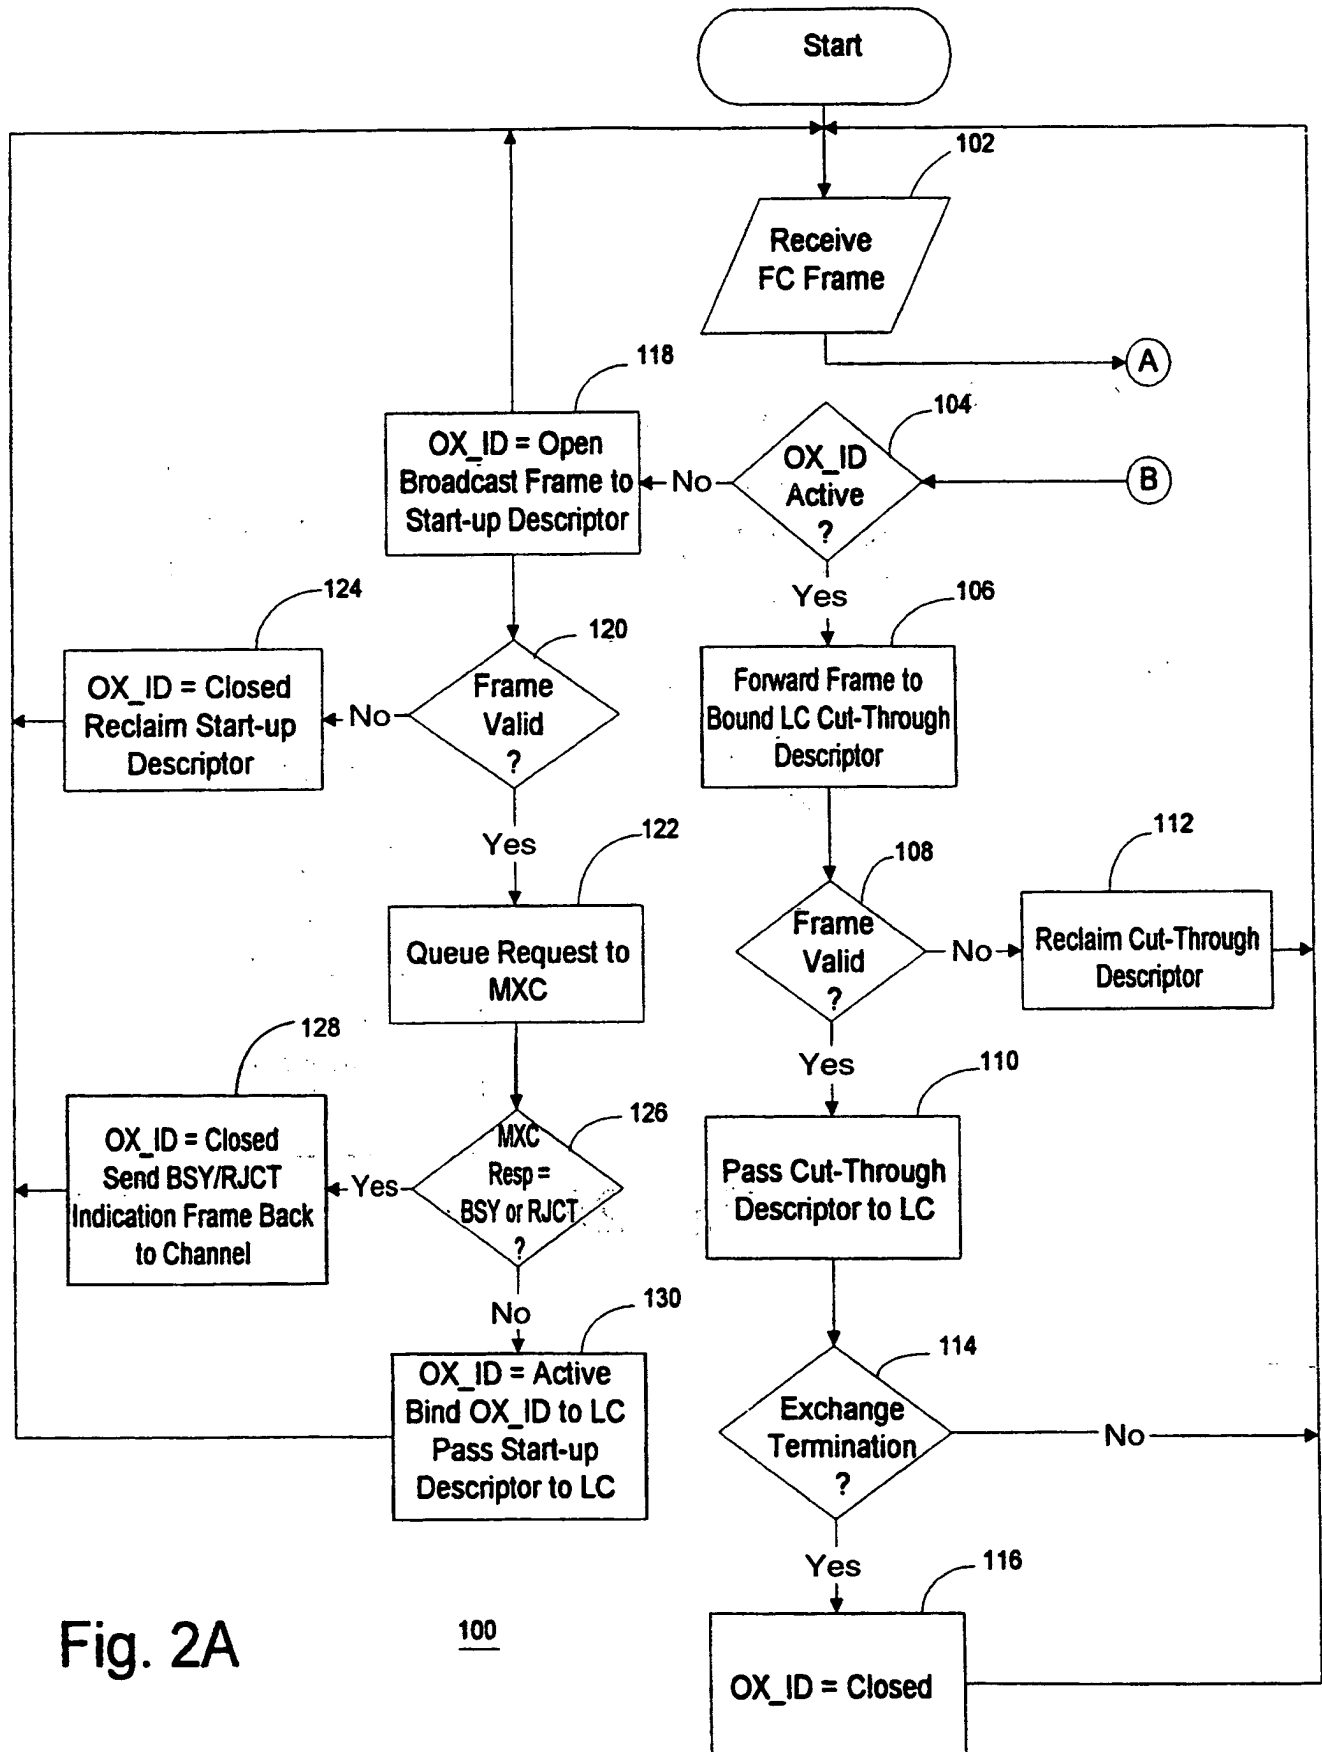 Start
102
Receive
FC Frame
A
118
OX_ID = Open
Broadcast Frame to
Start-up Descriptor
No
104
OX_ID
Active
?
B
Yes
124
OX_ID = Closed
Reclaim Start-up
Descriptor
No
120
Frame
Valid
?
106
Forward Frame to
Bound LC Cut-Through
Descriptor
Yes
122
Queue Request to
MXC
108
Frame
Valid
?
No
112
Reclaim Cut-Through
Descriptor
Yes
128
OX_ID = Closed
Send BSY/RJCT
Indication Frame Back
to Channel
Yes
126
MXC
Resp =
BSY or RJCT
?
110
Pass Cut-Through
Descriptor to LC
No
130
OX_ID = Active
Bind OX_ID to LC
Pass Start-up
Descriptor to LC
114
Exchange
Termination
?
No
Yes
116
OX_ID = Closed
Fig. 2A
100